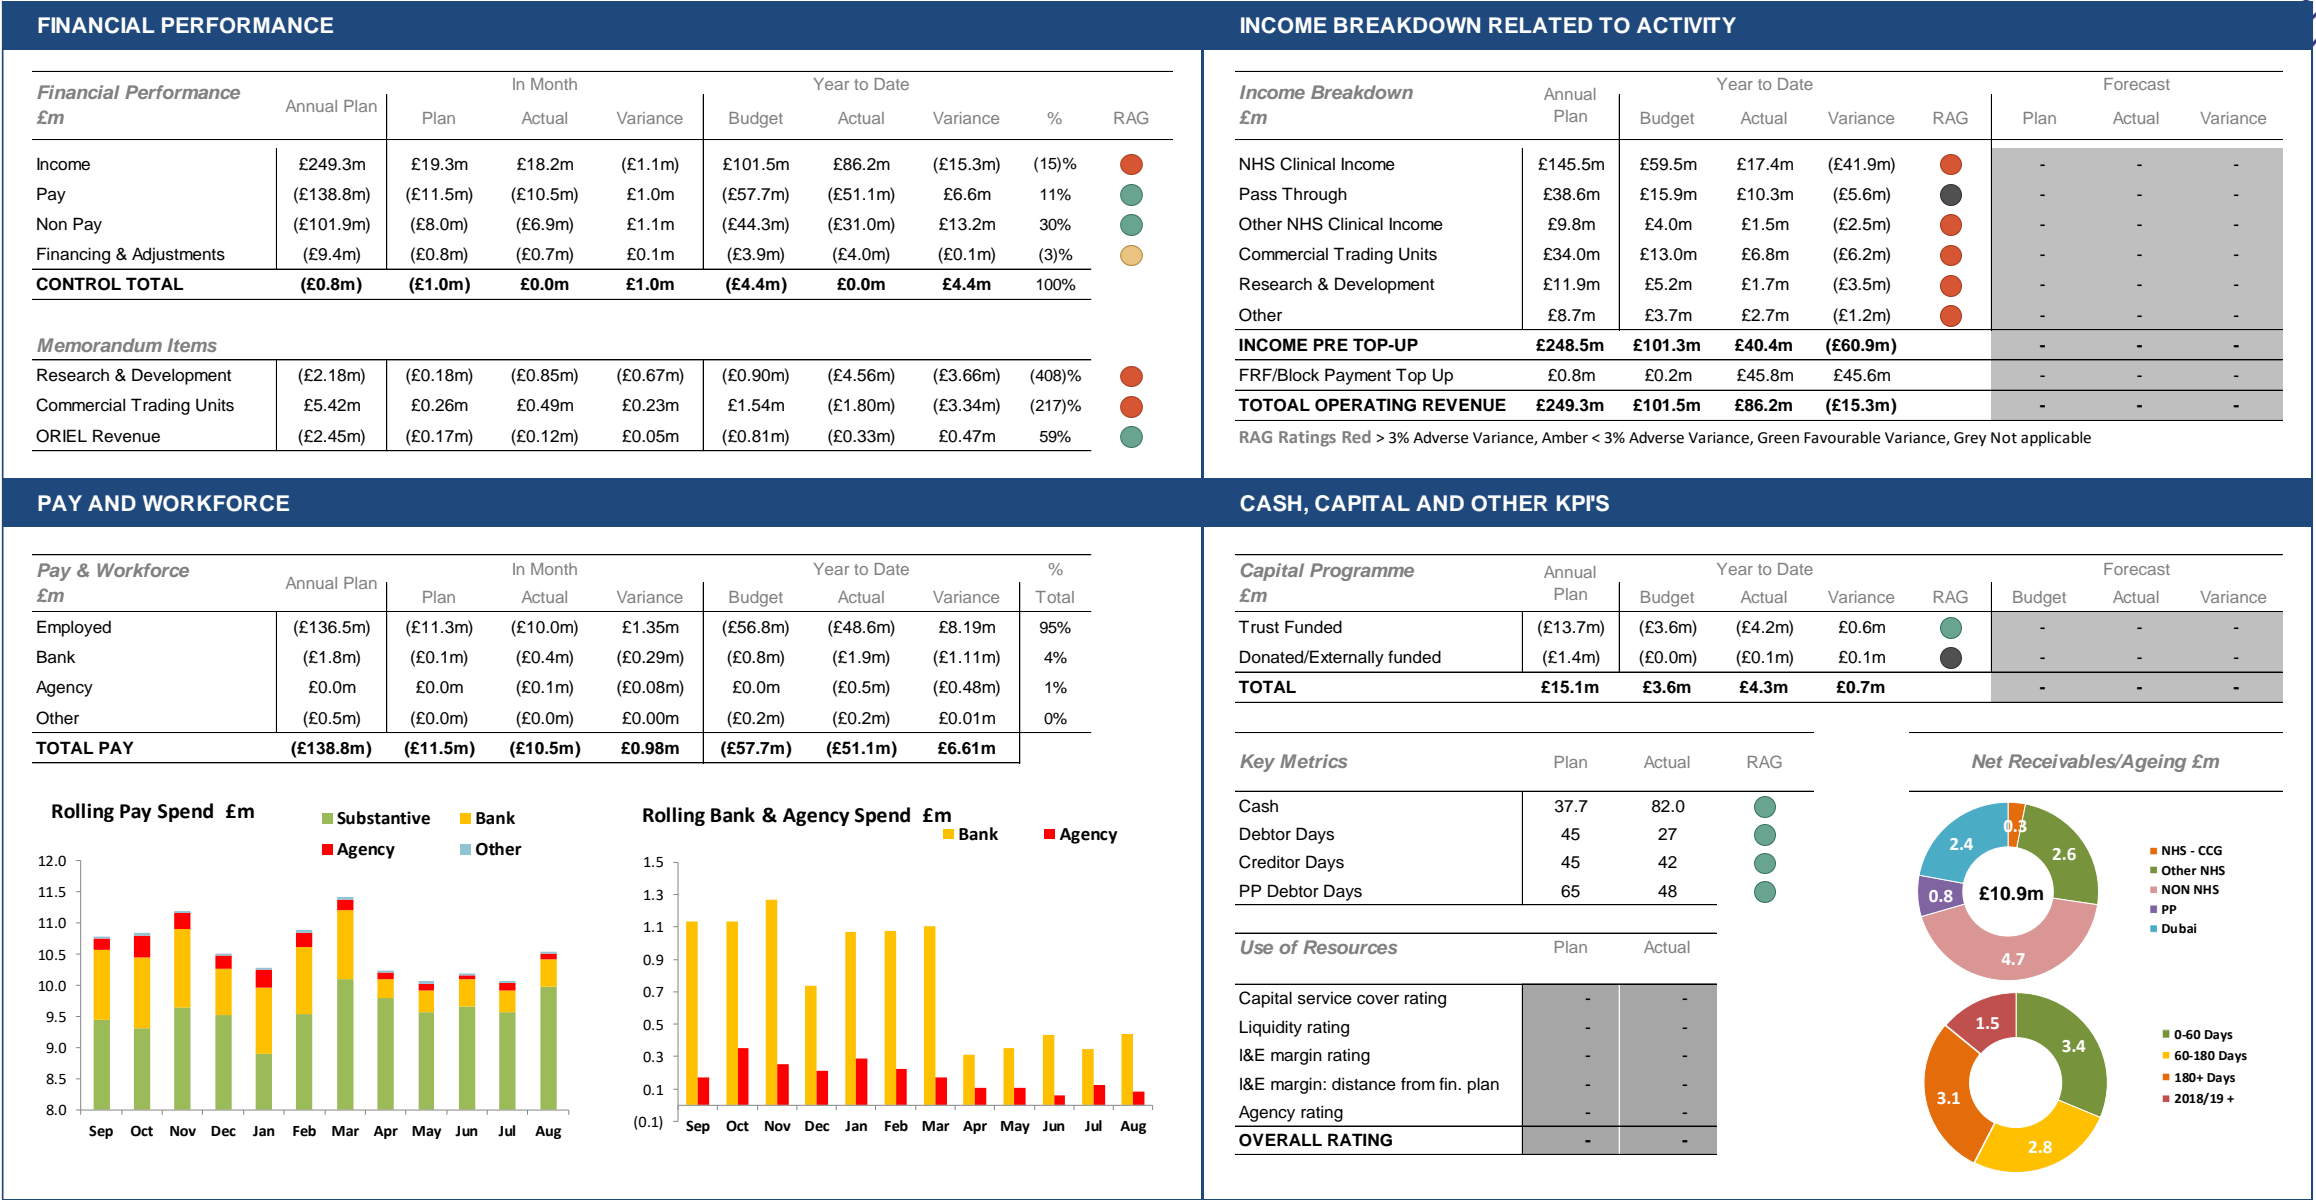 FINANCIAL PERFORMANCE
Financial Performance £m
Annual Plan
In Month
Year to Date
Plan Actual Variance Budget Actual Variance % RAG
Income £249.3m £19.3m £18.2m (£1.1m) £101.5m £86.2m (£15.3m) (15)%
Pay (£138.8m) (£11.5m) (£10.5m) £1.0m (£57.7m) (£51.1m) £6.6m 11%
Non Pay (£101.9m) (£8.0m) (£6.9m) £1.1m (£44.3m) (£31.0m) £13.2m 30%
Financing & Adjustments (£9.4m) (£0.8m) (£0.7m) £0.1m (£3.9m) (£4.0m) (£0.1m) (3)%
CONTROL TOTAL (£0.8m) (£1.0m) £0.0m £1.0m (£4.4m) £0.0m £4.4m 100%
Memorandum Items
Research & Development (£2.18m) (£0.18m) (£0.85m) (£0.67m) (£0.90m) (£4.56m) (£3.66m) (408)%
Commercial Trading Units £5.42m £0.26m £0.49m £0.23m £1.54m (£1.80m) (£3.34m) (217)%
ORIEL Revenue (£2.45m) (£0.17m) (£0.12m) £0.05m (£0.81m) (£0.33m) £0.47m 59%
INCOME BREAKDOWN RELATED TO ACTIVITY
Income Breakdown £m
Annual Plan
Year to Date
Forecast
Budget Actual Variance RAG Plan Actual Variance
NHS Clinical Income £145.5m £59.5m £17.4m (£41.9m) - - -
Pass Through £38.6m £15.9m £10.3m (£5.6m) - - -
Other NHS Clinical Income £9.8m £4.0m £1.5m (£2.5m) - - -
Commercial Trading Units £34.0m £13.0m £6.8m (£6.2m) - - -
Research & Development £11.9m £5.2m £1.7m (£3.5m) - - -
Other £8.7m £3.7m £2.7m (£1.2m) - - -
INCOME PRE TOP-UP £248.5m £101.3m £40.4m (£60.9m) - - -
FRF/Block Payment Top Up £0.8m £0.2m £45.8m £45.6m - - -
TOTOAL OPERATING REVENUE £249.3m £101.5m £86.2m (£15.3m) - - -
RAG Ratings Red > 3% Adverse Variance, Amber < 3% Adverse Variance, Green Favourable Variance, Grey Not applicable
PAY AND WORKFORCE
Pay & Workforce £m
Annual Plan
In Month
Year to Date
% Total
Plan Actual Variance Budget Actual Variance
Employed (£136.5m) (£11.3m) (£10.0m) £1.35m (£56.8m) (£48.6m) £8.19m 95%
Bank (£1.8m) (£0.1m) (£0.4m) (£0.29m) (£0.8m) (£1.9m) (£1.11m) 4%
Agency £0.0m £0.0m (£0.1m) (£0.08m) £0.0m (£0.5m) (£0.48m) 1%
Other (£0.5m) (£0.0m) (£0.0m) £0.00m (£0.2m) (£0.2m) £0.01m 0%
TOTAL PAY (£138.8m) (£11.5m) (£10.5m) £0.98m (£57.7m) (£51.1m) £6.61m
Rolling Pay Spend £m
Substantive Bank
Agency Other
12.0
11.5
11.0
10.5
10.0
9.5
9.0
8.5
8.0
Sep Oct Nov Dec Jan Feb Mar Apr May Jun Jul Aug
Rolling Bank & Agency Spend £m
Bank Agency
1.5
1.3
1.1
0.9
0.7
0.5
0.3
0.1
(0.1)
Sep Oct Nov Dec Jan Feb Mar Apr May Jun Jul Aug
CASH, CAPITAL AND OTHER KPI'S
Capital Programme £m
Annual Plan
Year to Date
Forecast
Budget Actual Variance RAG Budget Actual Variance
Trust Funded (£13.7m) (£3.6m) (£4.2m) £0.6m - - -
Donated/Externally funded (£1.4m) (£0.0m) (£0.1m) £0.1m - - -
TOTAL £15.1m £3.6m £4.3m £0.7m - - -
Key Metrics Plan Actual RAG
Cash 37.7 82.0
Debtor Days 45 27
Creditor Days 45 42
PP Debtor Days 65 48
Use of Resources Plan Actual
Capital service cover rating - -
Liquidity rating - -
I&E margin rating - -
I&E margin: distance from fin. plan - -
Agency rating - -
OVERALL RATING - -
Net Receivables/Ageing £m
0.3
2.6
4.7
0.8
2.4
£10.9m
NHS - CCG
Other NHS
NON NHS
PP
Dubai
3.4
2.8
3.1
1.5
0-60 Days
60-180 Days
180+ Days
2018/19 +